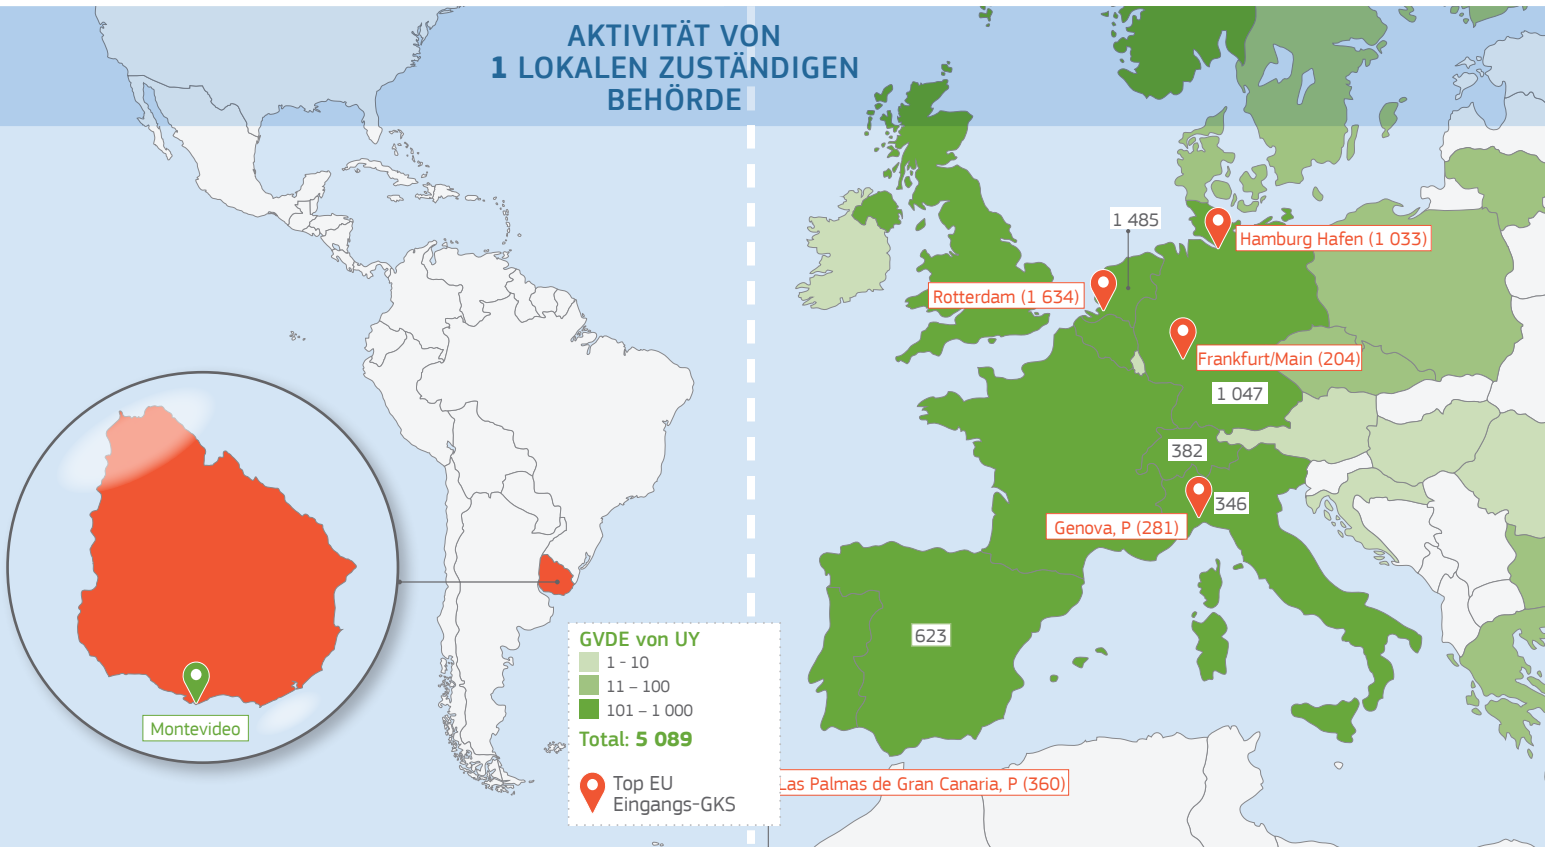 AKTIVITÄT VON
1 LOKALEN ZUSTÄNDIGEN
BEHÖRDE
1 485
Hamburg Hafen (1 033)
Rotterdam (1 634)
Frankfurt/Main (204)
1 047
382
346
Genova, P (281)
623
Montevideo
GVDE von UY
1 - 10
11 – 100
101 – 1 000
Total: 5 089
Top EU
Eingangs-GKS
Las Palmas de Gran Canaria, P (360)